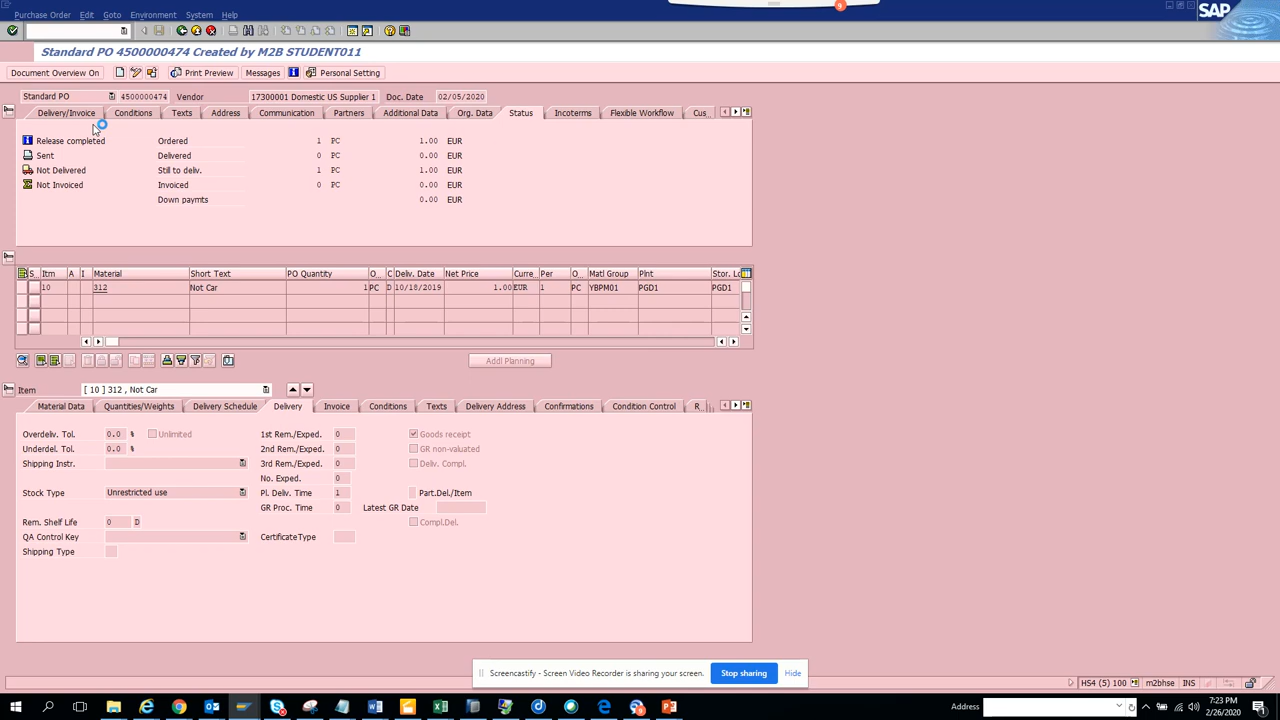 Purchase Order Edit Goto Environment System Help
9
SAP
Standard PO 4500000474 Created by M2B STUDENT011
Document Overview On Print Preview Messages Personal Setting
Standard PO 4500000474 Vendor 17300001 Domestic US Supplier 1 Doc. Date 02/05/2020
Delivery/Invoice Conditions Texts Address Communication Partners Additional Data Org. Data Status Incoterms Flexible Workflow Cus...
Release completed Ordered 1 PC 1.00 EUR
Sent Delivered 0 PC 0.00 EUR
Not Delivered Still to deliv. 1 PC 1.00 EUR
Not Invoiced Invoiced 0 PC 0.00 EUR
Down paymts 0.00 EUR
S... Itm A I Material Short Text PO Quantity O... C Deliv. Date Net Price Curre... Per O... Matl Group Plnt Stor. Lo
10 312 Not Car 1 PC D 10/18/2019 1.00 EUR 1 PC YBPM01 PGD1 PGD1
Addl Planning
Item [ 10 ] 312 , Not Car
Material Data Quantities/Weights Delivery Schedule Delivery Invoice Conditions Texts Delivery Address Confirmations Condition Control R...
Overdeliv. Tol. 0.0 % Unlimited 1st Rem./Exped. 0 Goods receipt
Underdel. Tol. 0.0 % 2nd Rem./Exped. 0 GR non-valuated
Shipping Instr. 3rd Rem./Exped. 0 Deliv. Compl.
No. Exped. 0
Stock Type Unrestricted use Pl. Deliv. Time 1 Part.Del./Item
GR Proc. Time 0 Latest GR Date
Rem. Shelf Life 0 D Compl.Del.
QA Control Key CertificateType
Shipping Type
Screencastify - Screen Video Recorder is sharing your screen. Stop sharing Hide
HS4 (5) 100 m2bhse INS
Address 7:23 PM
2/26/2020